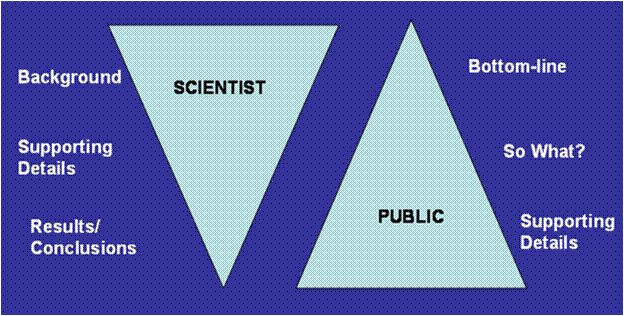 Background
SCIENTIST
Supporting
Details
Results/
Conclusions
Bottom-line
So What?
PUBLIC
Supporting
Details